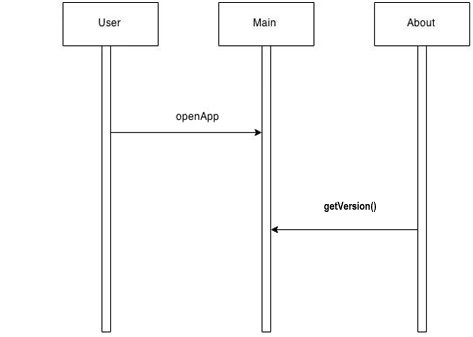 User
Main
About
openApp
getVersion()